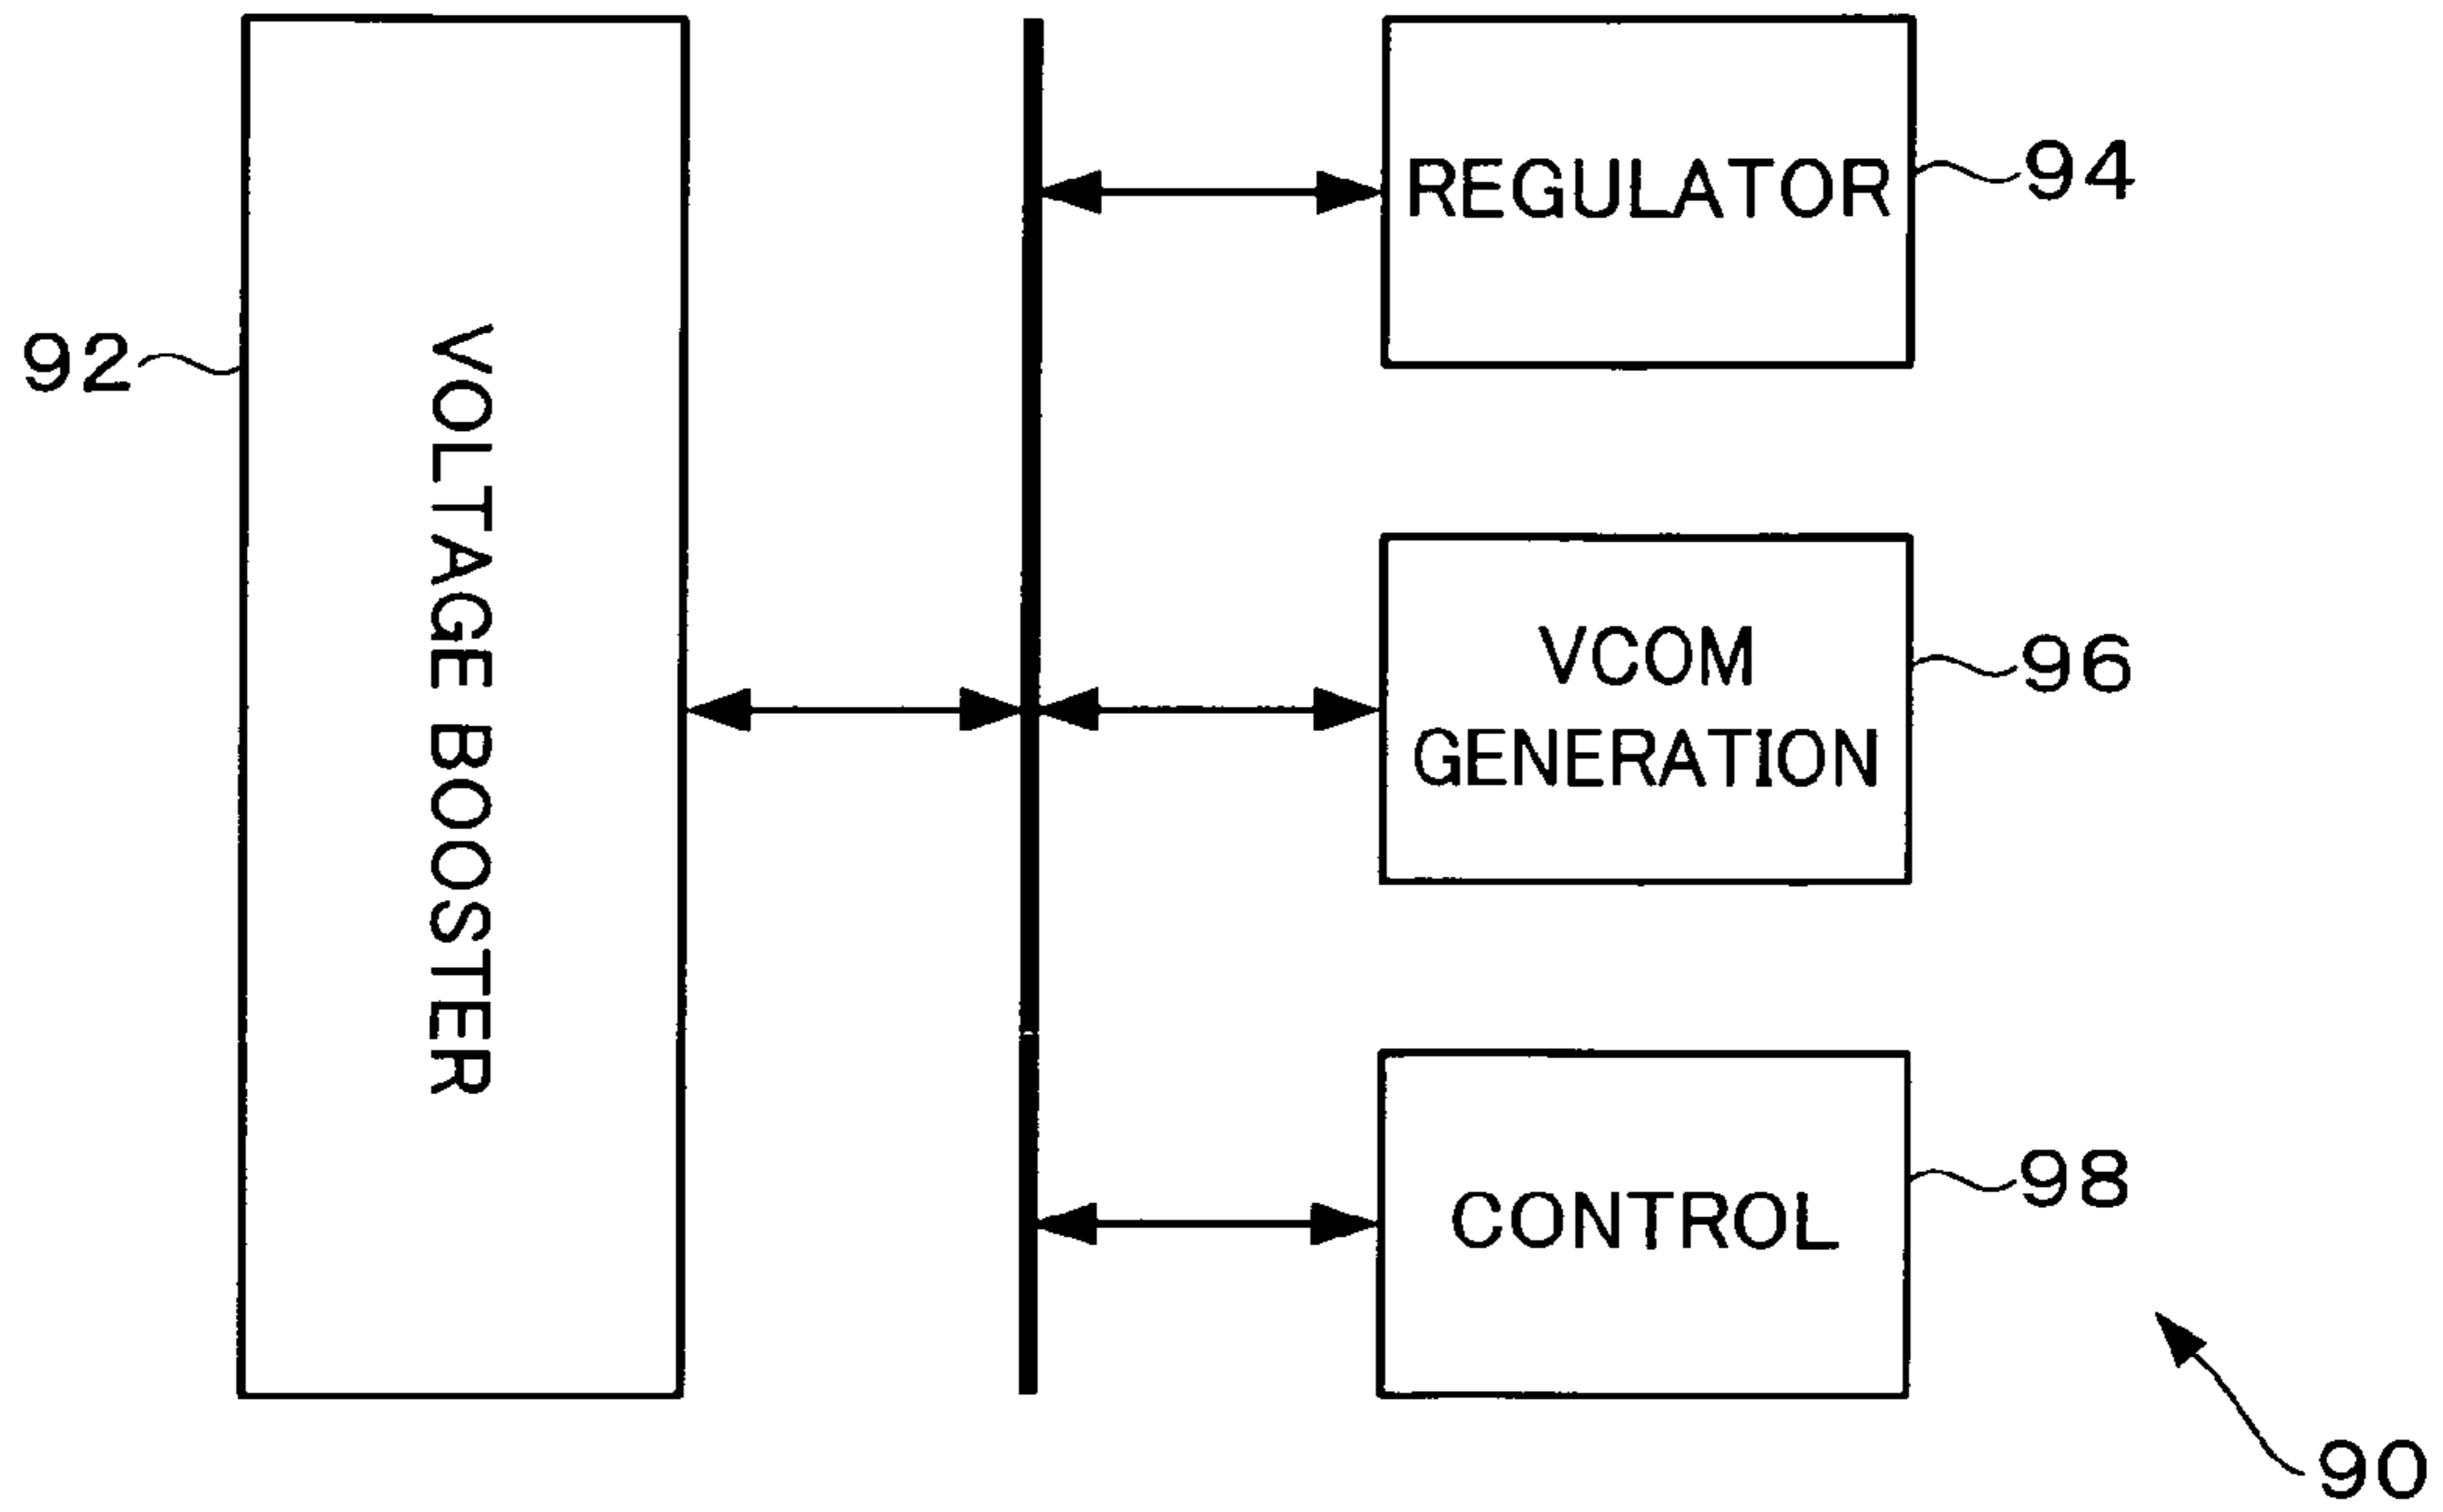 REGULATOR
94
92
VOLTAGE BOOSTER
VCOM
GENERATION
96
CONTROL
98
90